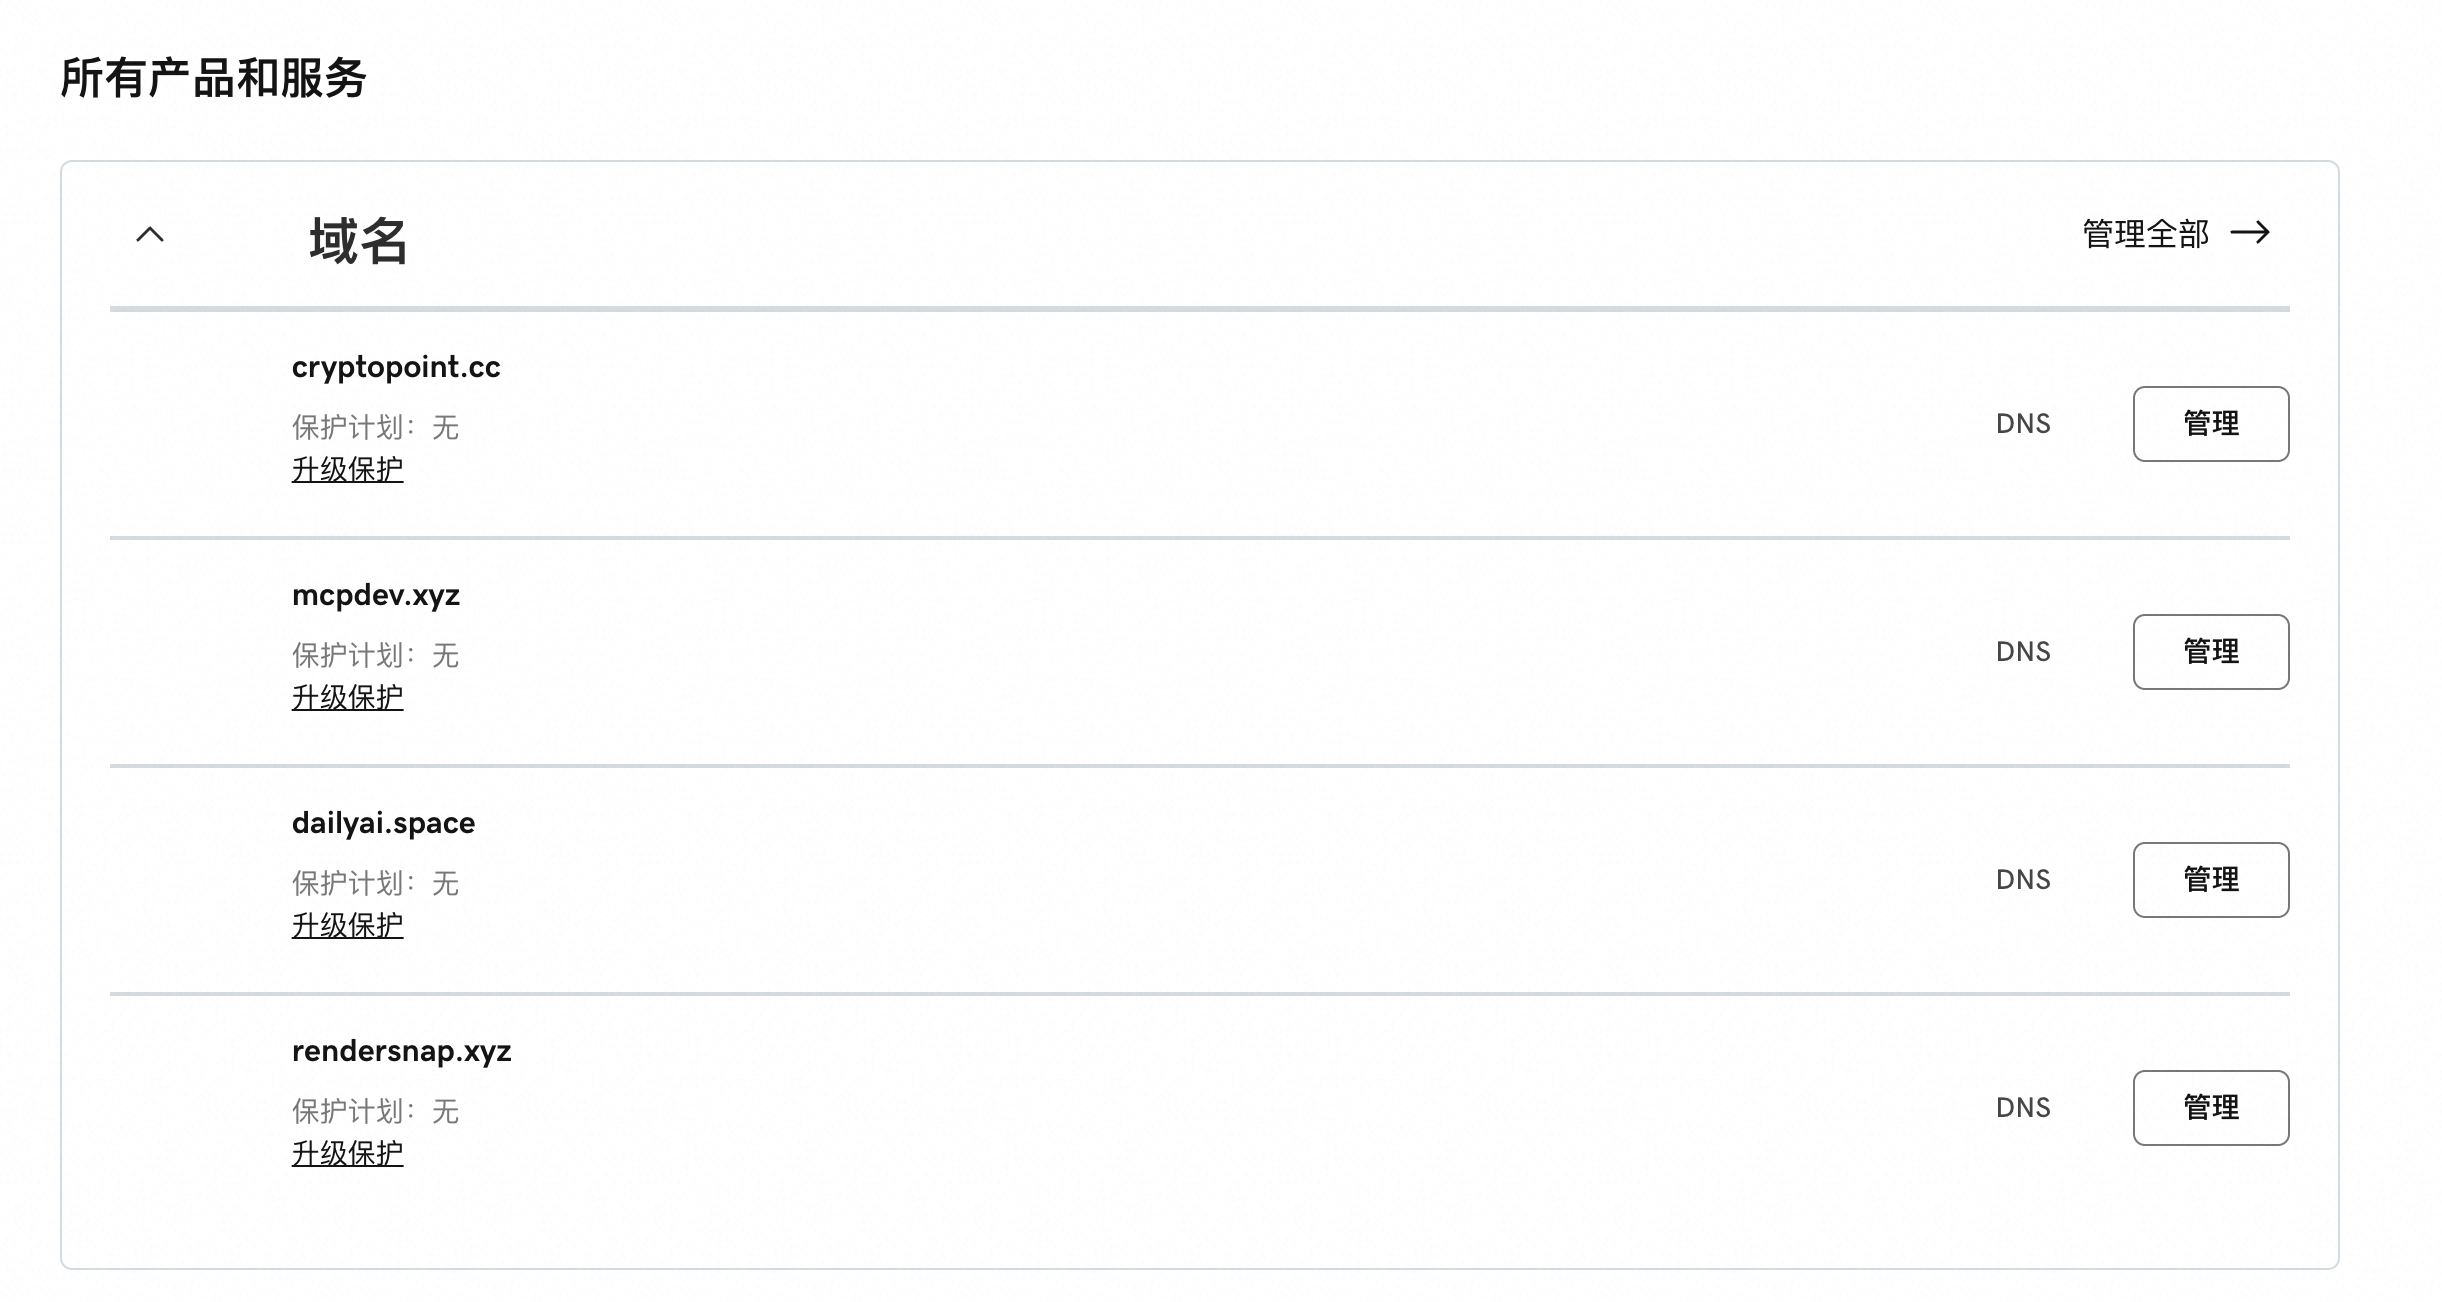 所有产品和服务
域名
管理全部
cryptopoint.cc
保护计划：无
升级保护
DNS
管理
mcpdev.xyz
保护计划：无
升级保护
DNS
管理
dailyai.space
保护计划：无
升级保护
DNS
管理
rendersnap.xyz
保护计划：无
升级保护
DNS
管理